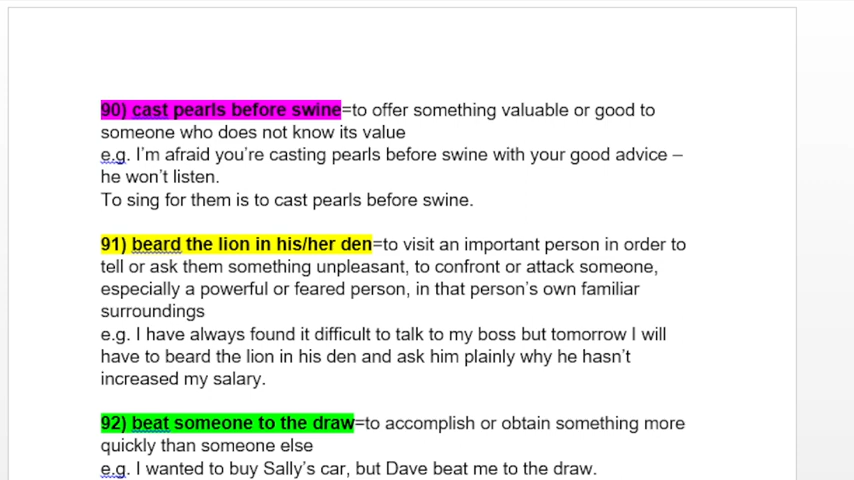 90) cast pearls before swine=to offer something valuable or good to
someone who does not know its value
e.g. I'm afraid you're casting pearls before swine with your good advice –
he won't listen.
To sing for them is to cast pearls before swine.
91) beard the lion in his/her den=to visit an important person in order to
tell or ask them something unpleasant, to confront or attack someone,
especially a powerful or feared person, in that person's own familiar
surroundings
e.g. I have always found it difficult to talk to my boss but tomorrow I will
have to beard the lion in his den and ask him plainly why he hasn't
increased my salary.
92) beat someone to the draw=to accomplish or obtain something more
quickly than someone else
e.g. I wanted to buy Sally's car, but Dave beat me to the draw.